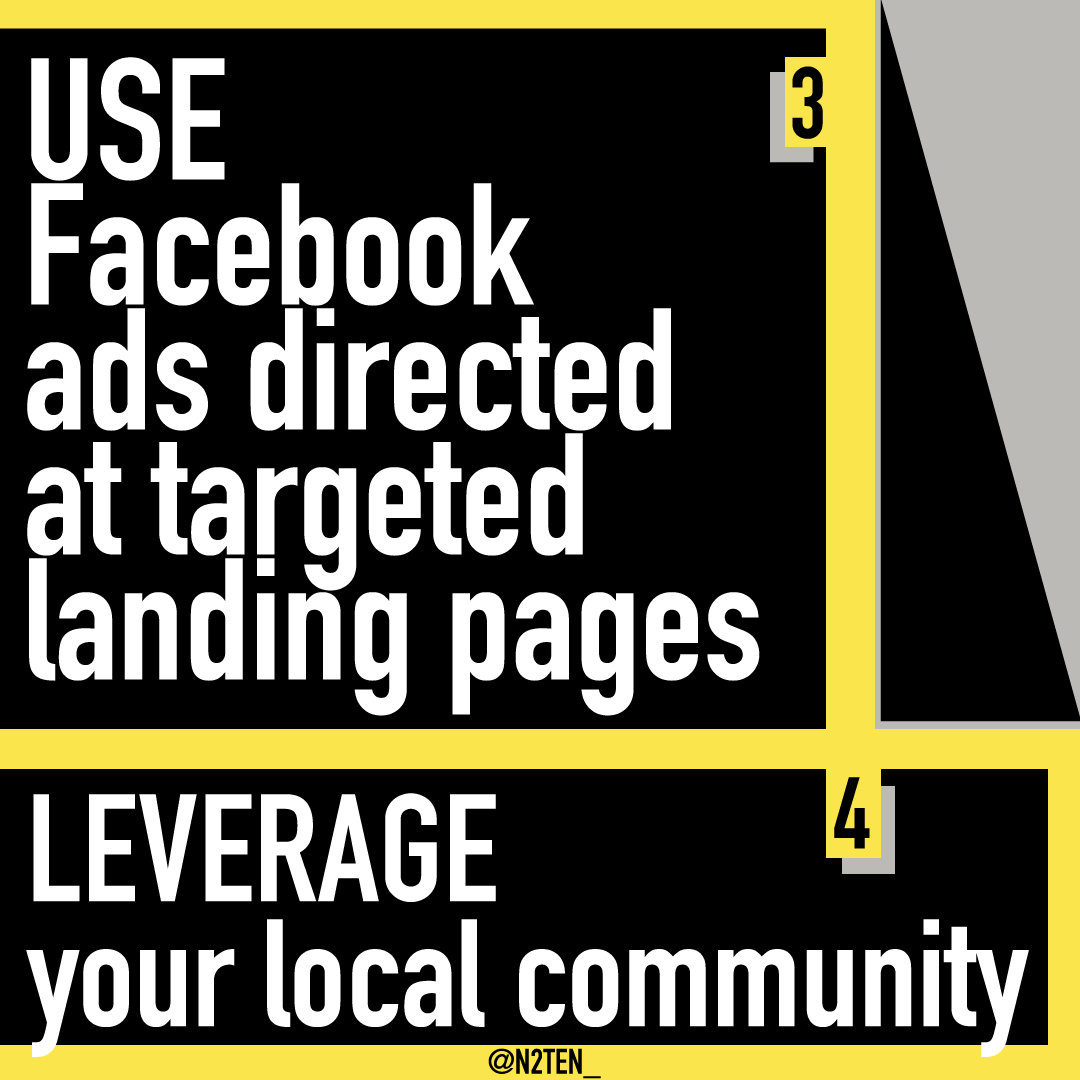 USE
3
Facebook
ads directed
at targeted
landing pages
LEVERAGE
4
your local community
@N2TEN_